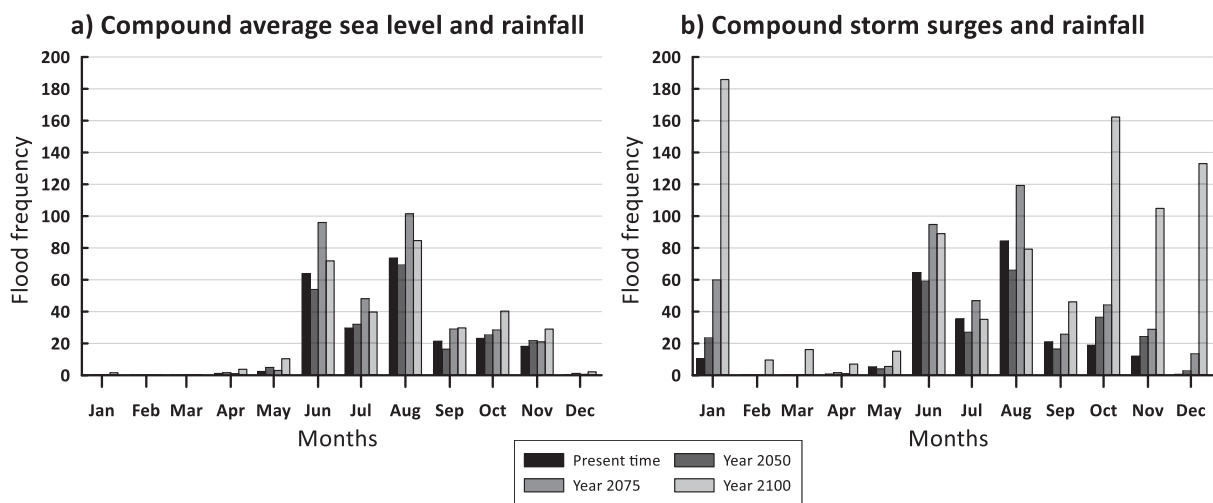 a) Compound average sea level and rainfall
200
180
160
140
120
100
80
60
40
20
0
Flood frequency
Jan Feb Mar Apr May Jun Jul Aug Sep Oct Nov Dec
Months
b) Compound storm surges and rainfall
200
180
160
140
120
100
80
60
40
20
0
Flood frequency
Jan Feb Mar Apr May Jun Jul Aug Sep Oct Nov Dec
Months
Present time Year 2050
Year 2075 Year 2100